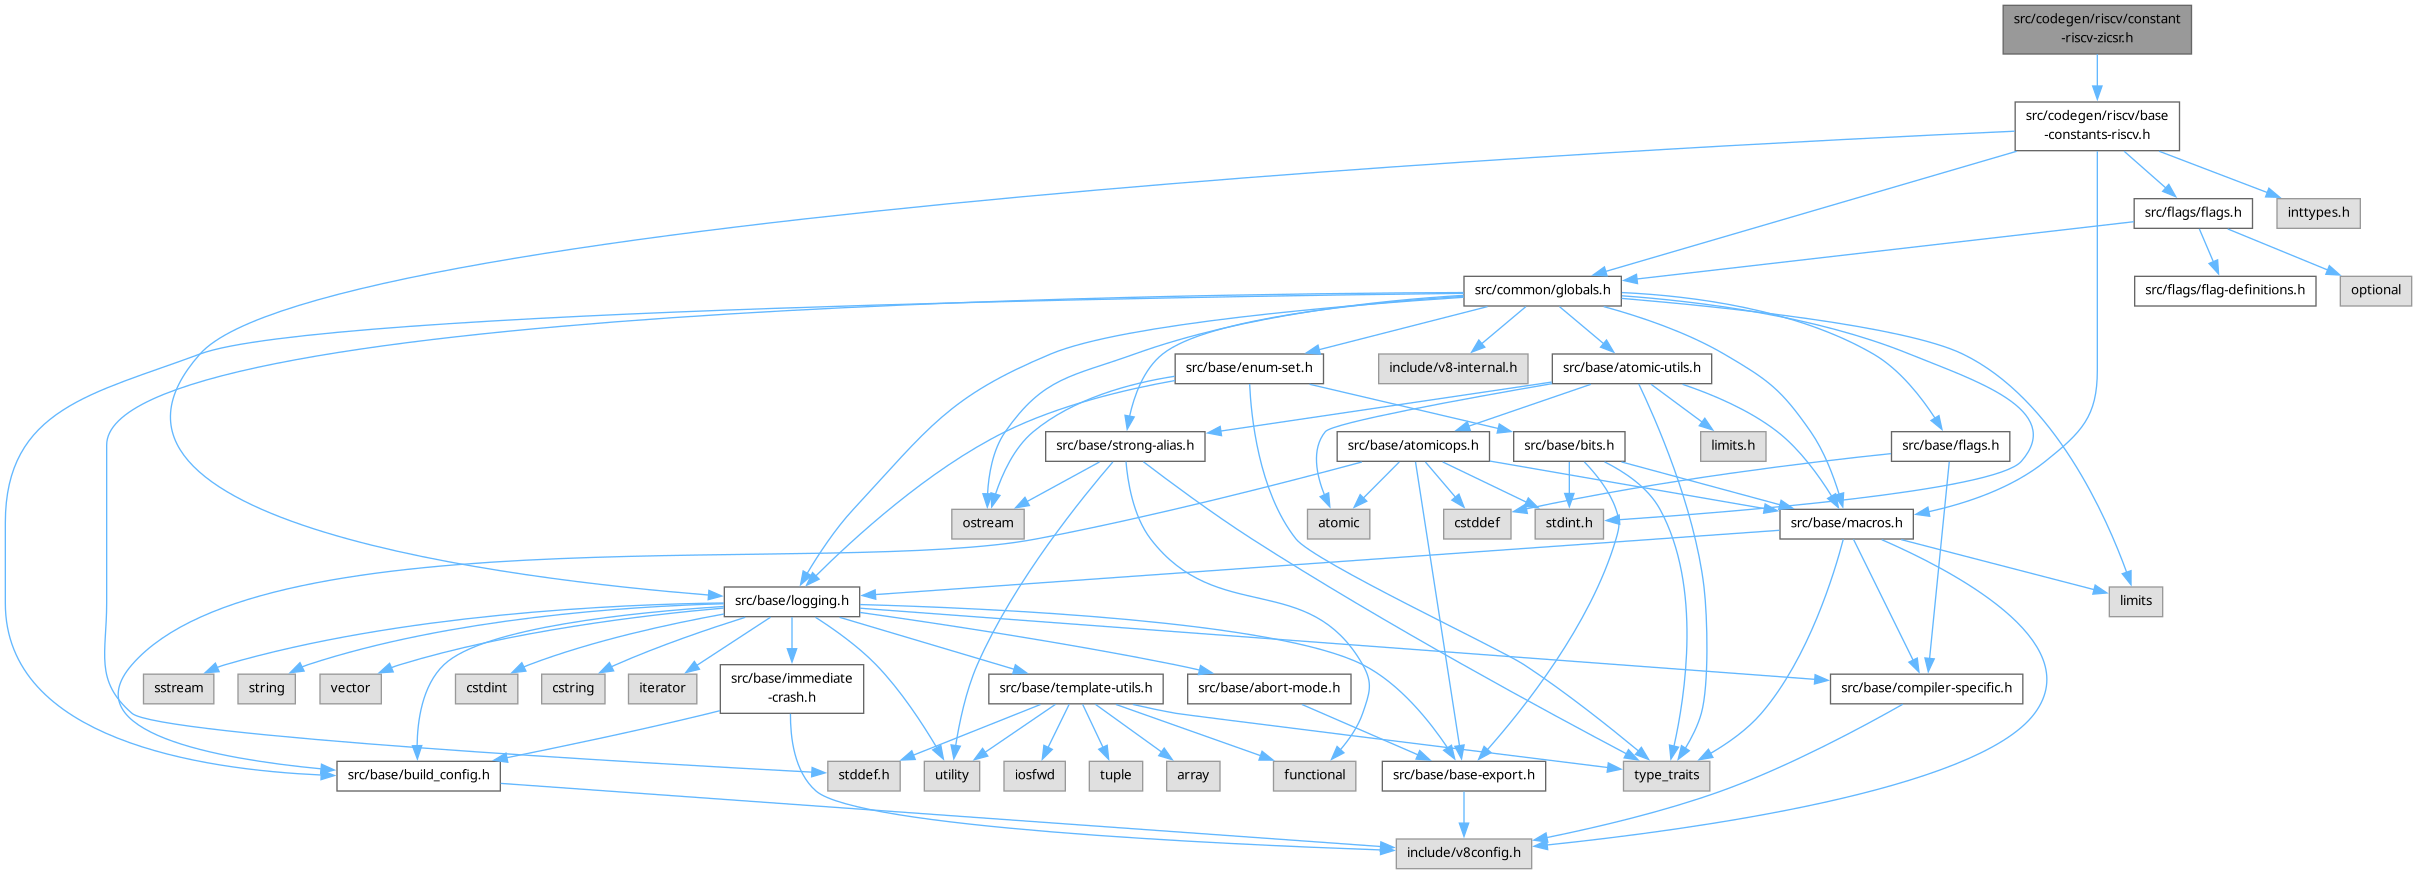 src/codegen/riscv/constant
-riscv-zicsr.h
src/codegen/riscv/base
-constants-riscv.h
src/flags/flags.h
inttypes.h
src/common/globals.h
src/flags/flag-definitions.h
optional
src/base/enum-set.h
include/v8-internal.h
src/base/atomic-utils.h
src/base/strong-alias.h
src/base/atomicops.h
src/base/bits.h
limits.h
src/base/flags.h
ostream
atomic
cstddef
stdint.h
src/base/macros.h
src/base/logging.h
limits
sstream
string
vector
cstdint
cstring
iterator
src/base/immediate
-crash.h
src/base/template-utils.h
src/base/abort-mode.h
src/base/compiler-specific.h
src/base/build_config.h
stddef.h
utility
iosfwd
tuple
array
functional
src/base/base-export.h
type_traits
include/v8config.h